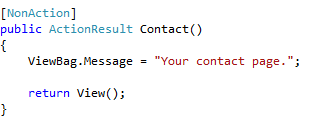 [NonAction]
public ActionResult Contact()
{
    ViewBag.Message = "Your contact page.";

    return View();
}